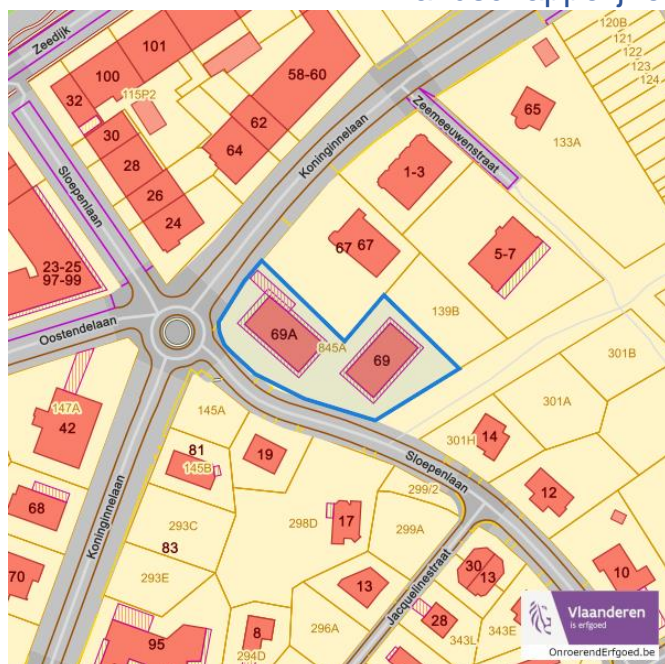 Zeedijk
101
100
115P2
32
58-60
62
64
30
28
26
24
Sloepenlaan
Koninginnelaan
Zeemeeuwenstraat
120B
121
122
123
124
65
133A
1-3
67 67
5-7
23-25
97-99
Oostendelaan
69A
845A
69
139B
301B
301A
301H
14
12
147A
42
145A
81
145B
19
Sloepenlaan
299/2
68
293C
83
298D
17
299A
Koninginnelaan
70
293E
13
Jacquelinestraat
30
13
10
95
8
294D
296A
28
343L
343E
Vlaanderen
is erfgoed
OnroerendErfgoed.be